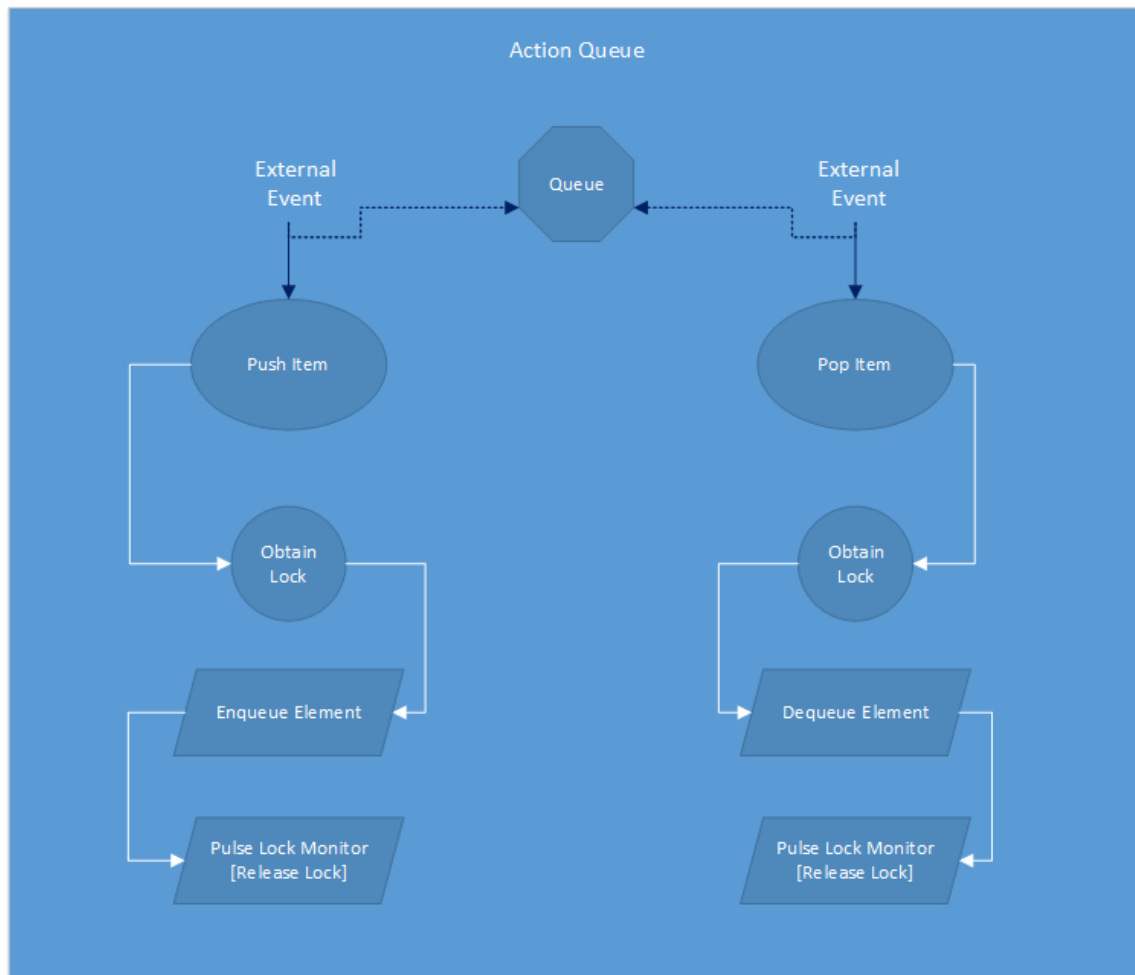 Action Queue
External
Event
Queue
External
Event
Push Item
Pop Item
Obtain
Lock
Obtain
Lock
Enqueue Element
Dequeue Element
Pulse Lock Monitor
[Release Lock]
Pulse Lock Monitor
[Release Lock]